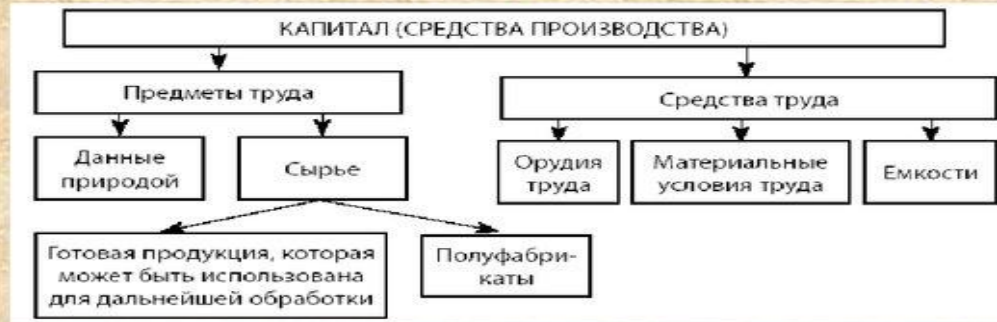 КАПИТАЛ (СРЕДСТВА ПРОИЗВОДСТВА)
Предметы труда
Средства труда
Данные
природой
Сырье
Орудия
труда
Материальные
условия труда
Емкости
Готовая продукция, которая
может быть использована
для дальнейшей обработки
Полуфабри-
каты